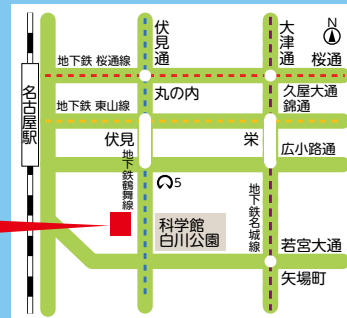 伏見通
大津通
N
地下鉄 桜通線
桜通
丸の内
久屋大通
錦通
名古屋駅
地下鉄 東山線
伏見
栄
広小路通
地下鉄鶴舞線
5
地下鉄名城線
科学館
白川公園
若宮大通
矢場町